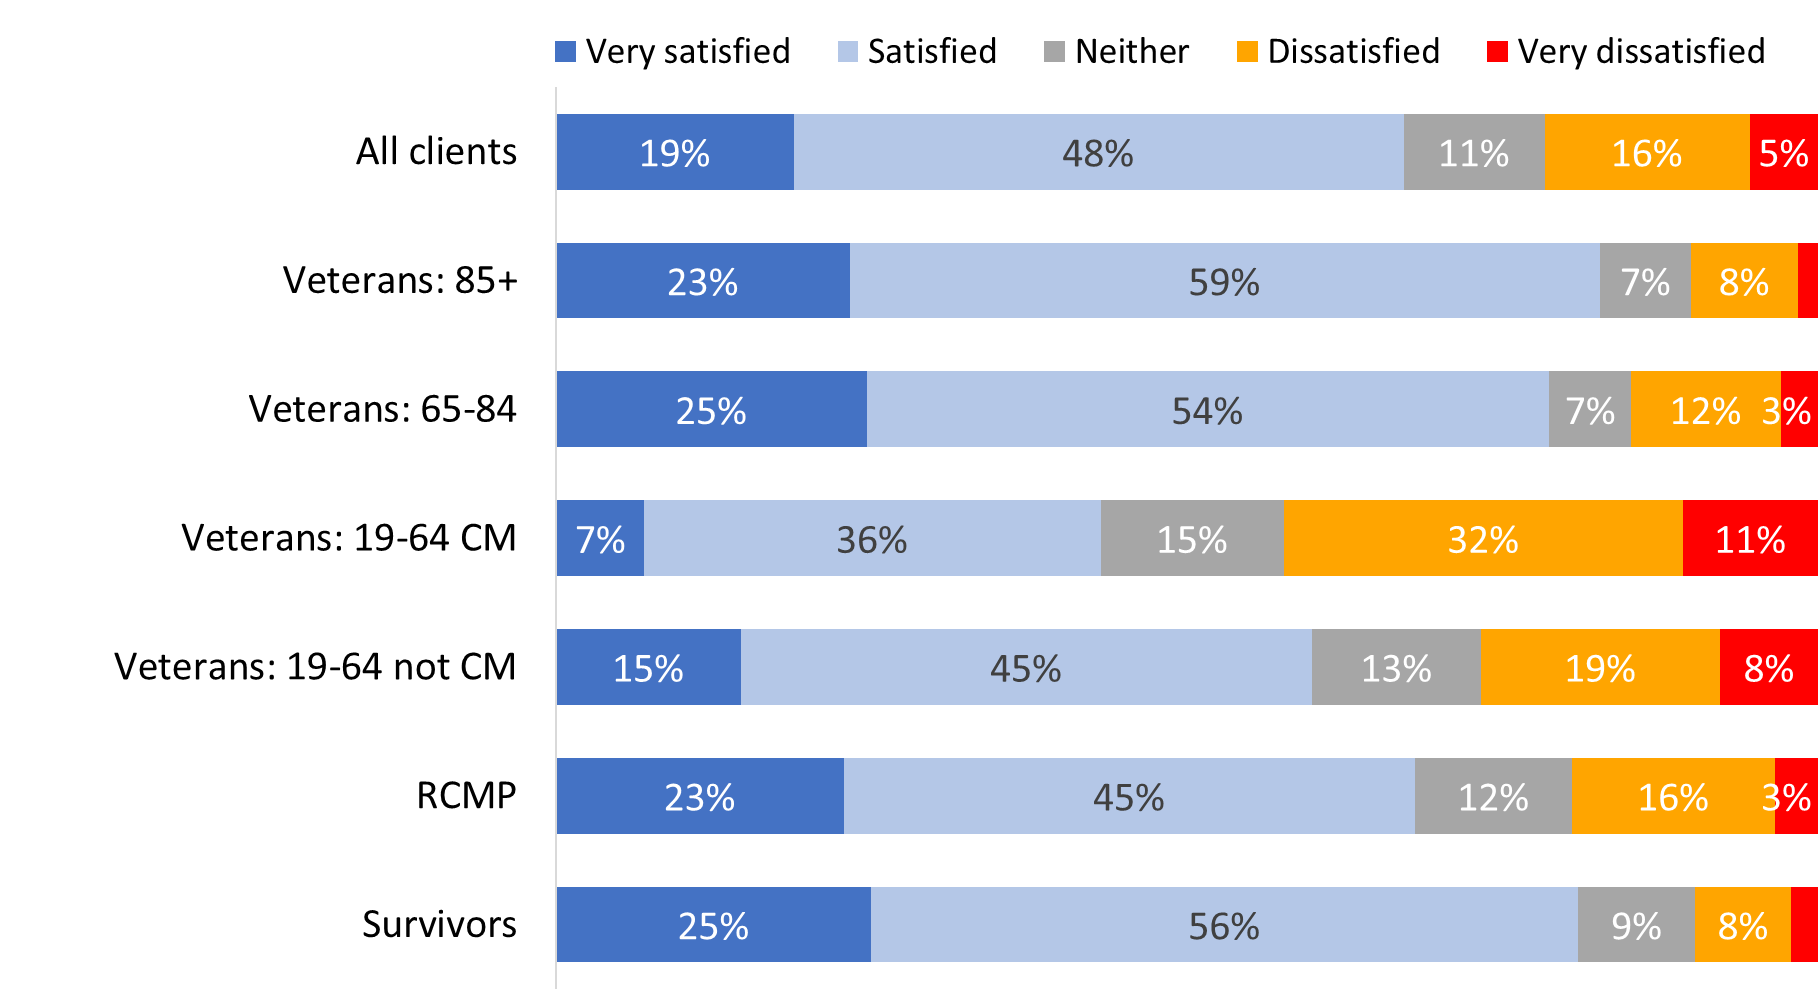 Very satisfied Satisfied Neither Dissatisfied Very dissatisfied
All clients 19% 48% 11% 16% 5%
Veterans: 85+ 23% 59% 7% 8%
Veterans: 65-84 25% 54% 7% 12% 3%
Veterans: 19-64 CM 7% 36% 15% 32% 11%
Veterans: 19-64 not CM 15% 45% 13% 19% 8%
RCMP 23% 45% 12% 16% 3%
Survivors 25% 56% 9% 8%